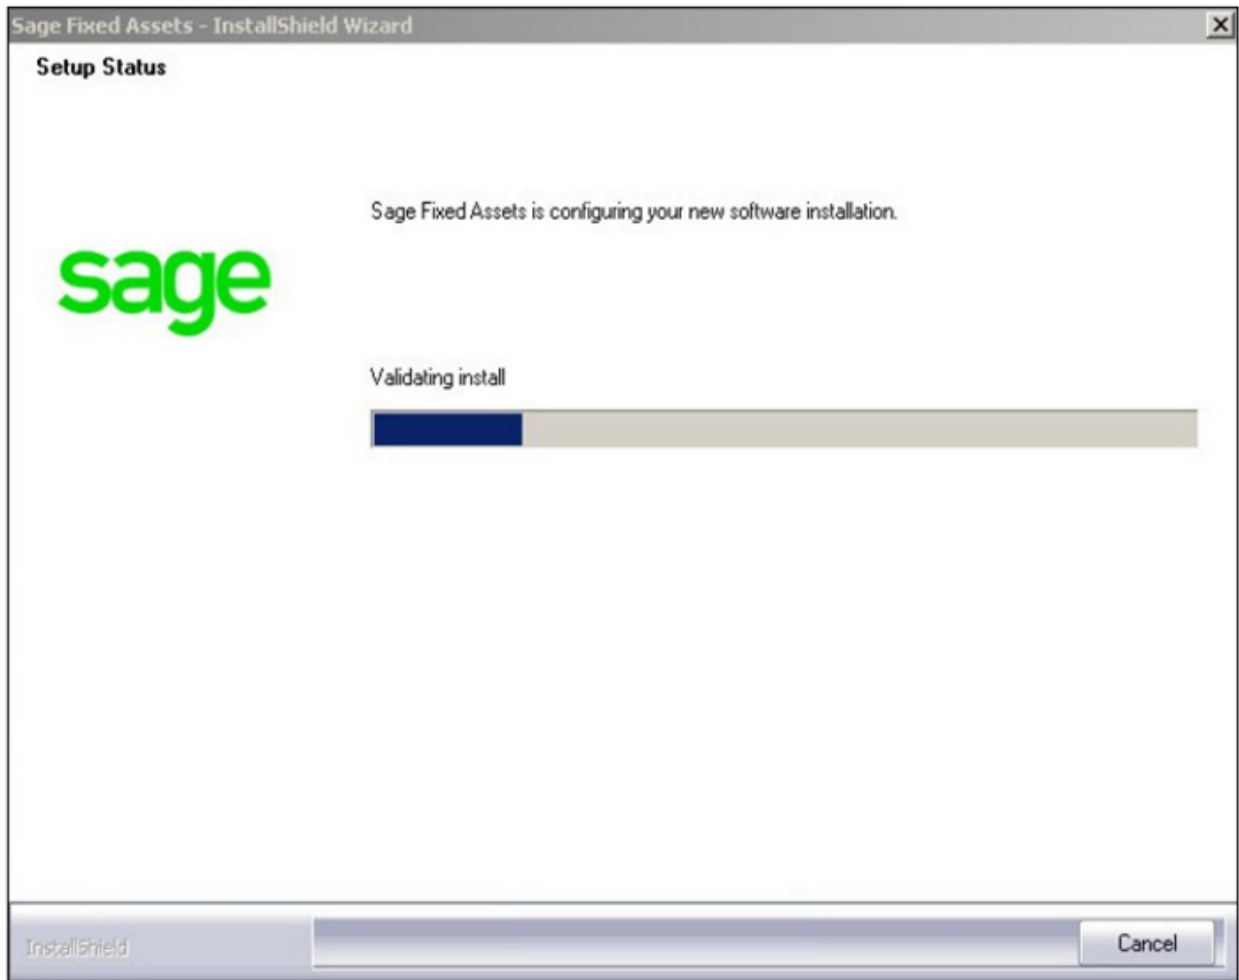 Sage Fixed Assets - InstallShield Wizard
Setup Status
Sage Fixed Assets is configuring your new software installation.
sage
Validating install
InstallShield
Cancel